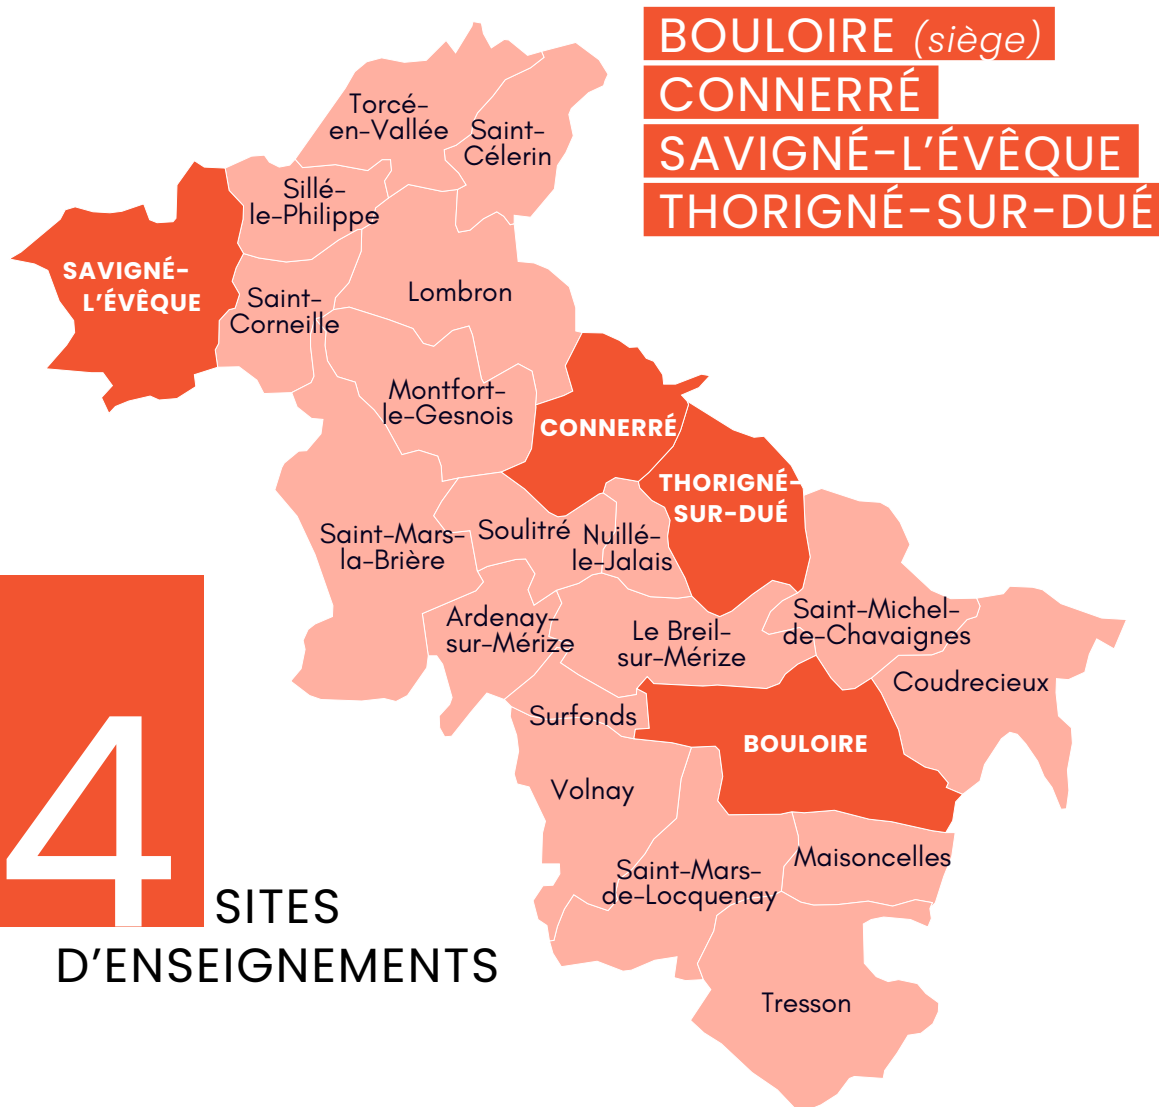 BOULOIRE (siège)
CONNERRÉ
SAVIGNÉ-L'ÉVÊQUE
THORIGNÉ-SUR-DUÉ
Torcé-
en-Vallée
Saint-
Célerin
Sillé-
le-Philippe
SAVIGNÉ-
L'ÉVÊQUE
Saint-
Corneille
Lombron
Montfort-
le-Gesnois
CONNERRÉ
THORIGNÉ-
SUR-DUÉ
Saint-Mars-
la-Brière
Soulitré
Nuillé-
le-Jalais
Ardenay-
sur-Mérize
Le Breil-
sur-Mérize
Saint-Michel-
de-Chavaignes
Coudrecieux
Surfonds
BOULOIRE
Volnay
Saint-Mars-
de-Locquenay
Maisoncelles
Tresson
4
SITES
D'ENSEIGNEMENTS